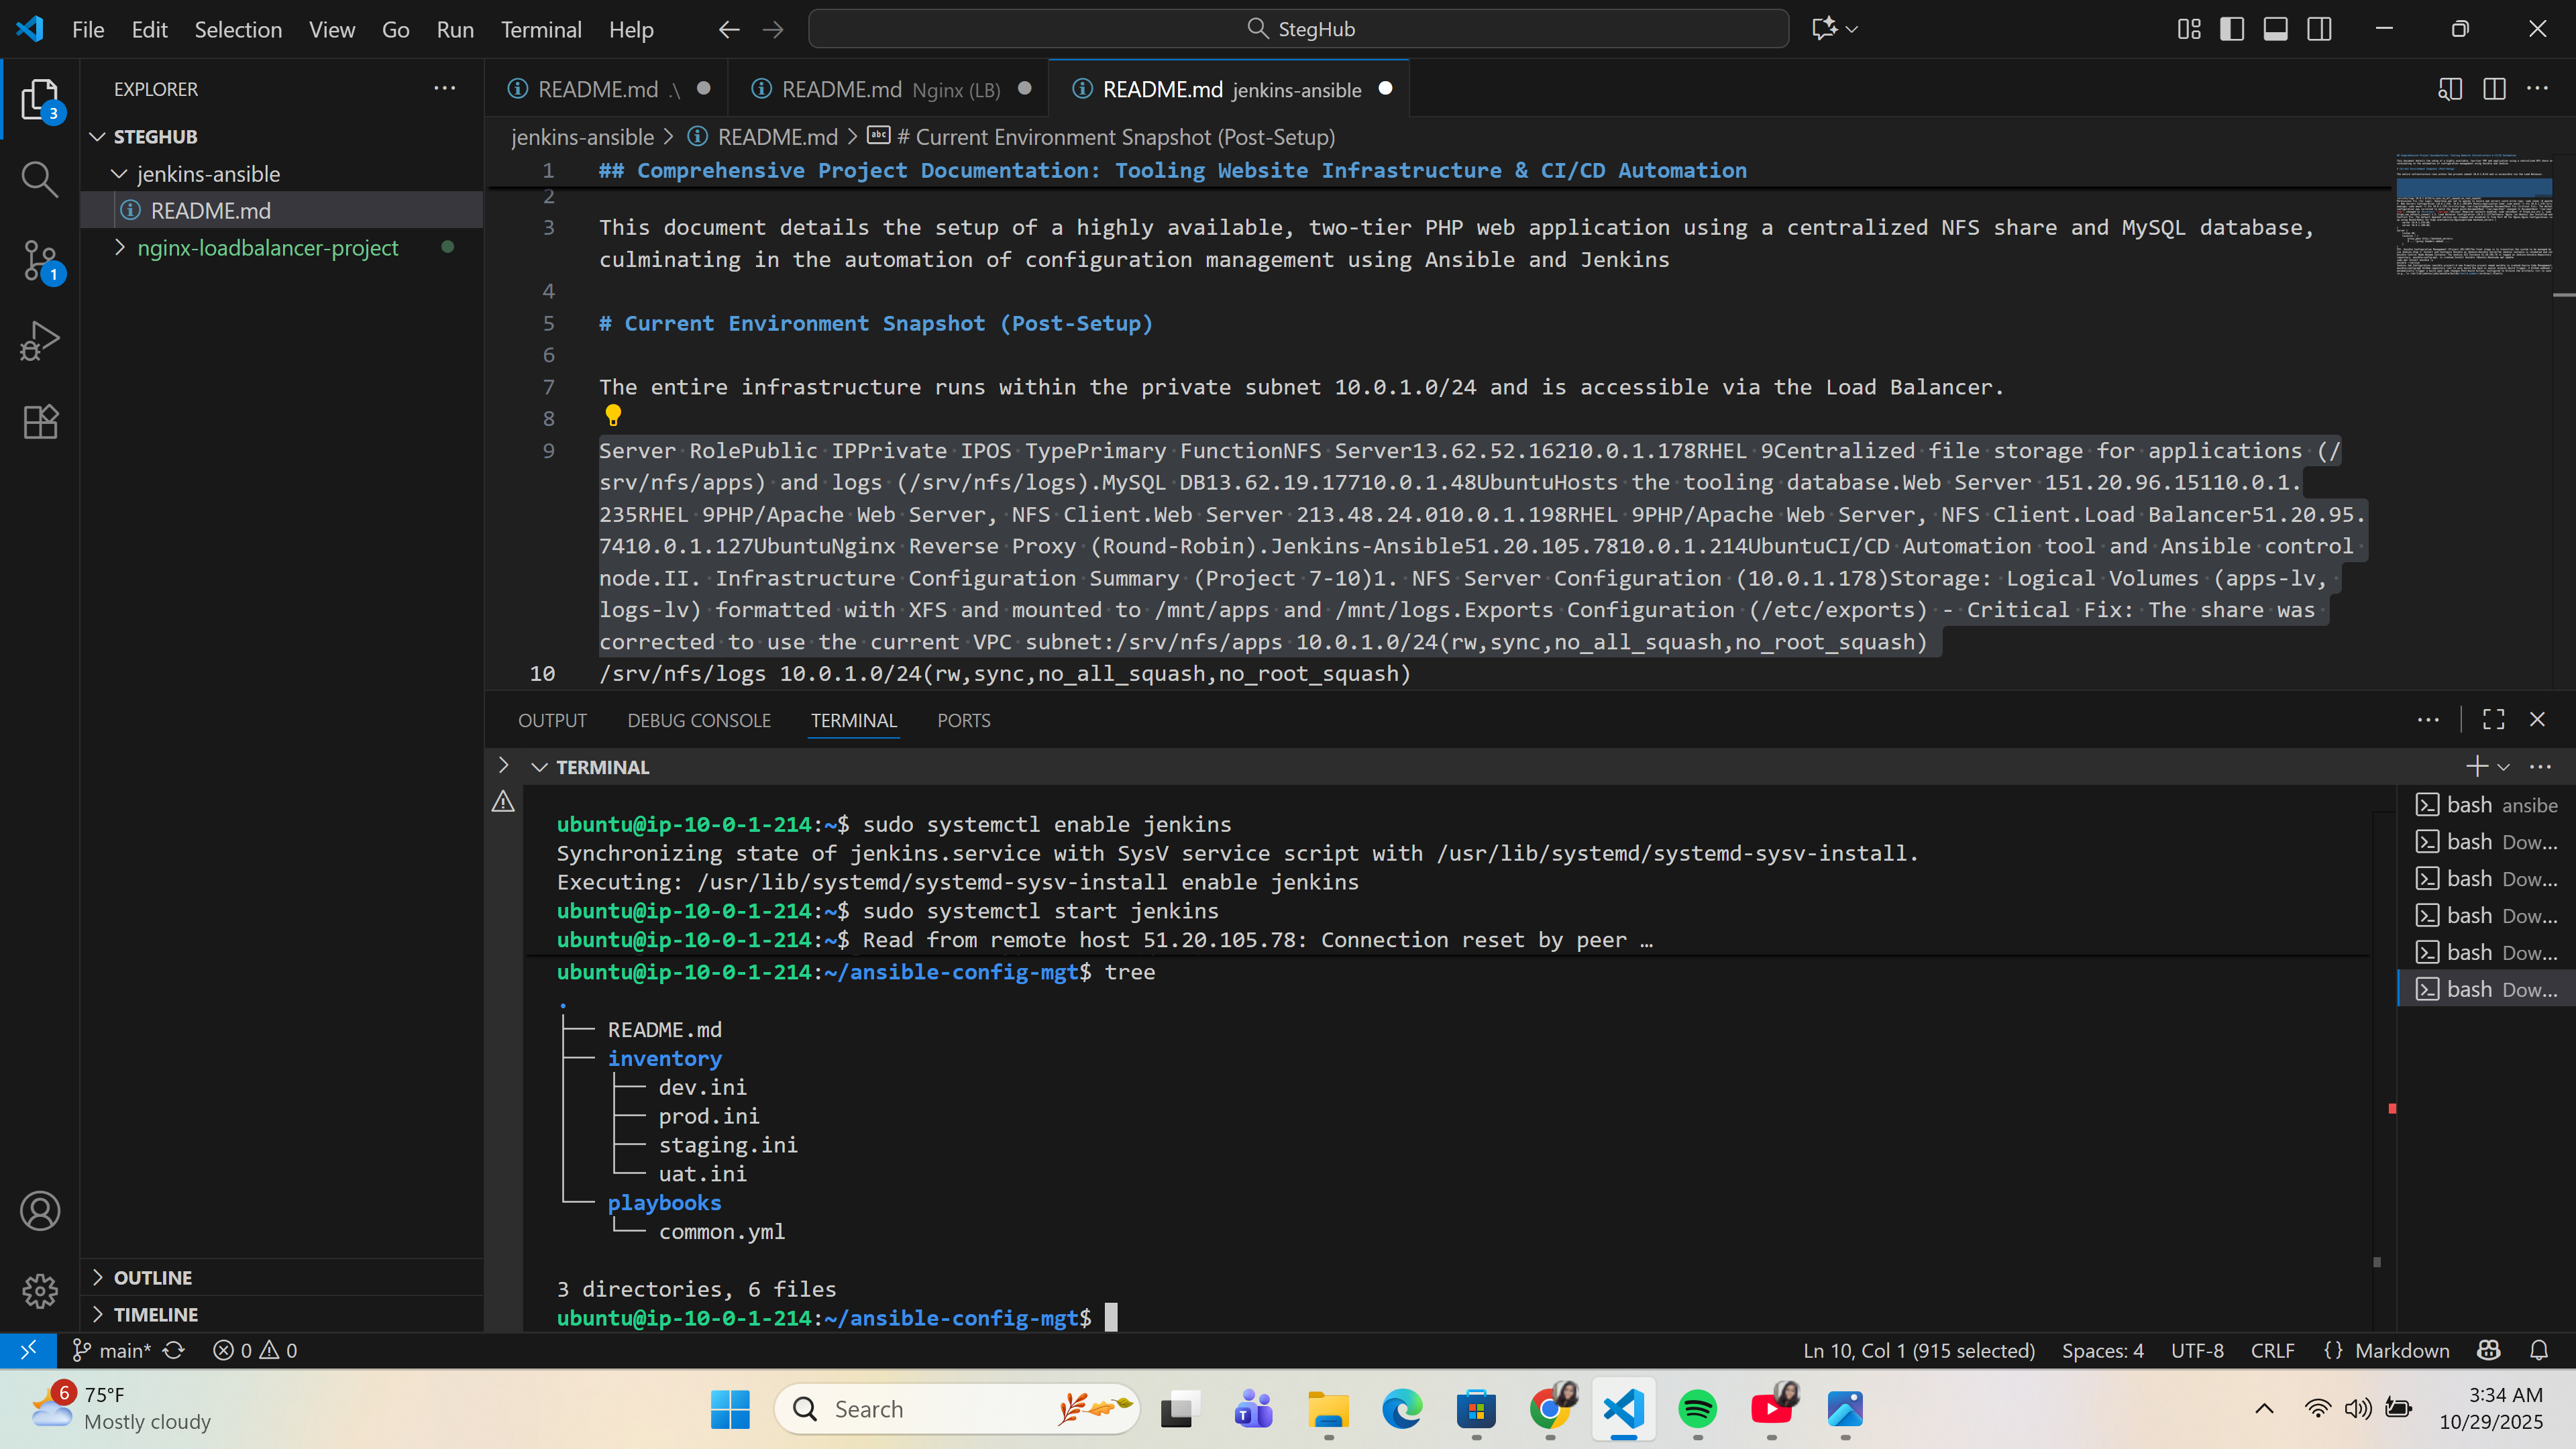 File Edit Selection View Go Run Terminal Help
StegHub
EXPLORER
STEGHUB
jenkins-ansible
README.md
nginx-loadbalancer-project
3
1
README.md .\
README.md Nginx (LB)
README.md jenkins-ansible
jenkins-ansible > README.md > # Current Environment Snapshot (Post-Setup)
1 ## Comprehensive Project Documentation: Tooling Website Infrastructure & CI/CD Automation
2
3 This document details the setup of a highly available, two-tier PHP web application using a centralized NFS share and MySQL database,
culminating in the automation of configuration management using Ansible and Jenkins
4
5 # Current Environment Snapshot (Post-Setup)
6
7 The entire infrastructure runs within the private subnet 10.0.1.0/24 and is accessible via the Load Balancer.
8
9 Server RolePublic IPPrivate IPOS TypePrimary FunctionNFS Server13.62.52.16210.0.1.178RHEL 9Centralized file storage for applications (/
srv/nfs/apps) and logs (/srv/nfs/logs).MySQL DB13.62.19.17710.0.1.48UbuntuHosts the tooling database.Web Server 151.20.96.15110.0.1.
235RHEL 9PHP/Apache Web Server, NFS Client.Web Server 213.48.24.010.0.1.198RHEL 9PHP/Apache Web Server, NFS Client.Load Balancer51.20.95.
7410.0.1.127UbuntuNginx Reverse Proxy (Round-Robin).Jenkins-Ansible51.20.105.7810.0.1.214UbuntuCI/CD Automation tool and Ansible control
node.II. Infrastructure Configuration Summary (Project 7-10)1. NFS Server Configuration (10.0.1.178)Storage: Logical Volumes (apps-lv,
logs-lv) formatted with XFS and mounted to /mnt/apps and /mnt/logs.Exports Configuration (/etc/exports) - Critical Fix: The share was
corrected to use the current VPC subnet:/srv/nfs/apps 10.0.1.0/24(rw,sync,no_all_squash,no_root_squash)
10 /srv/nfs/logs 10.0.1.0/24(rw,sync,no_all_squash,no_root_squash)
OUTPUT DEBUG CONSOLE TERMINAL PORTS
TERMINAL
ubuntu@ip-10-0-1-214:~$ sudo systemctl enable jenkins
Synchronizing state of jenkins.service with SysV service script with /usr/lib/systemd/systemd-sysv-install.
Executing: /usr/lib/systemd/systemd-sysv-install enable jenkins
ubuntu@ip-10-0-1-214:~$ sudo systemctl start jenkins
ubuntu@ip-10-0-1-214:~$ Read from remote host 51.20.105.78: Connection reset by peer …
ubuntu@ip-10-0-1-214:~/ansible-config-mgt$ tree
.
├── README.md
├── inventory
│   ├── dev.ini
│   ├── prod.ini
│   ├── staging.ini
│   └── uat.ini
└── playbooks
    └── common.yml
3 directories, 6 files
ubuntu@ip-10-0-1-214:~/ansible-config-mgt$
bash ansibe
bash Dow...
bash Dow...
bash Dow...
bash Dow...
bash Dow...
OUTLINE
TIMELINE
main* 0 0
Ln 10, Col 1 (915 selected) Spaces: 4 UTF-8 CRLF {} Markdown
6
75°F
Mostly cloudy
Search
3:34 AM
10/29/2025